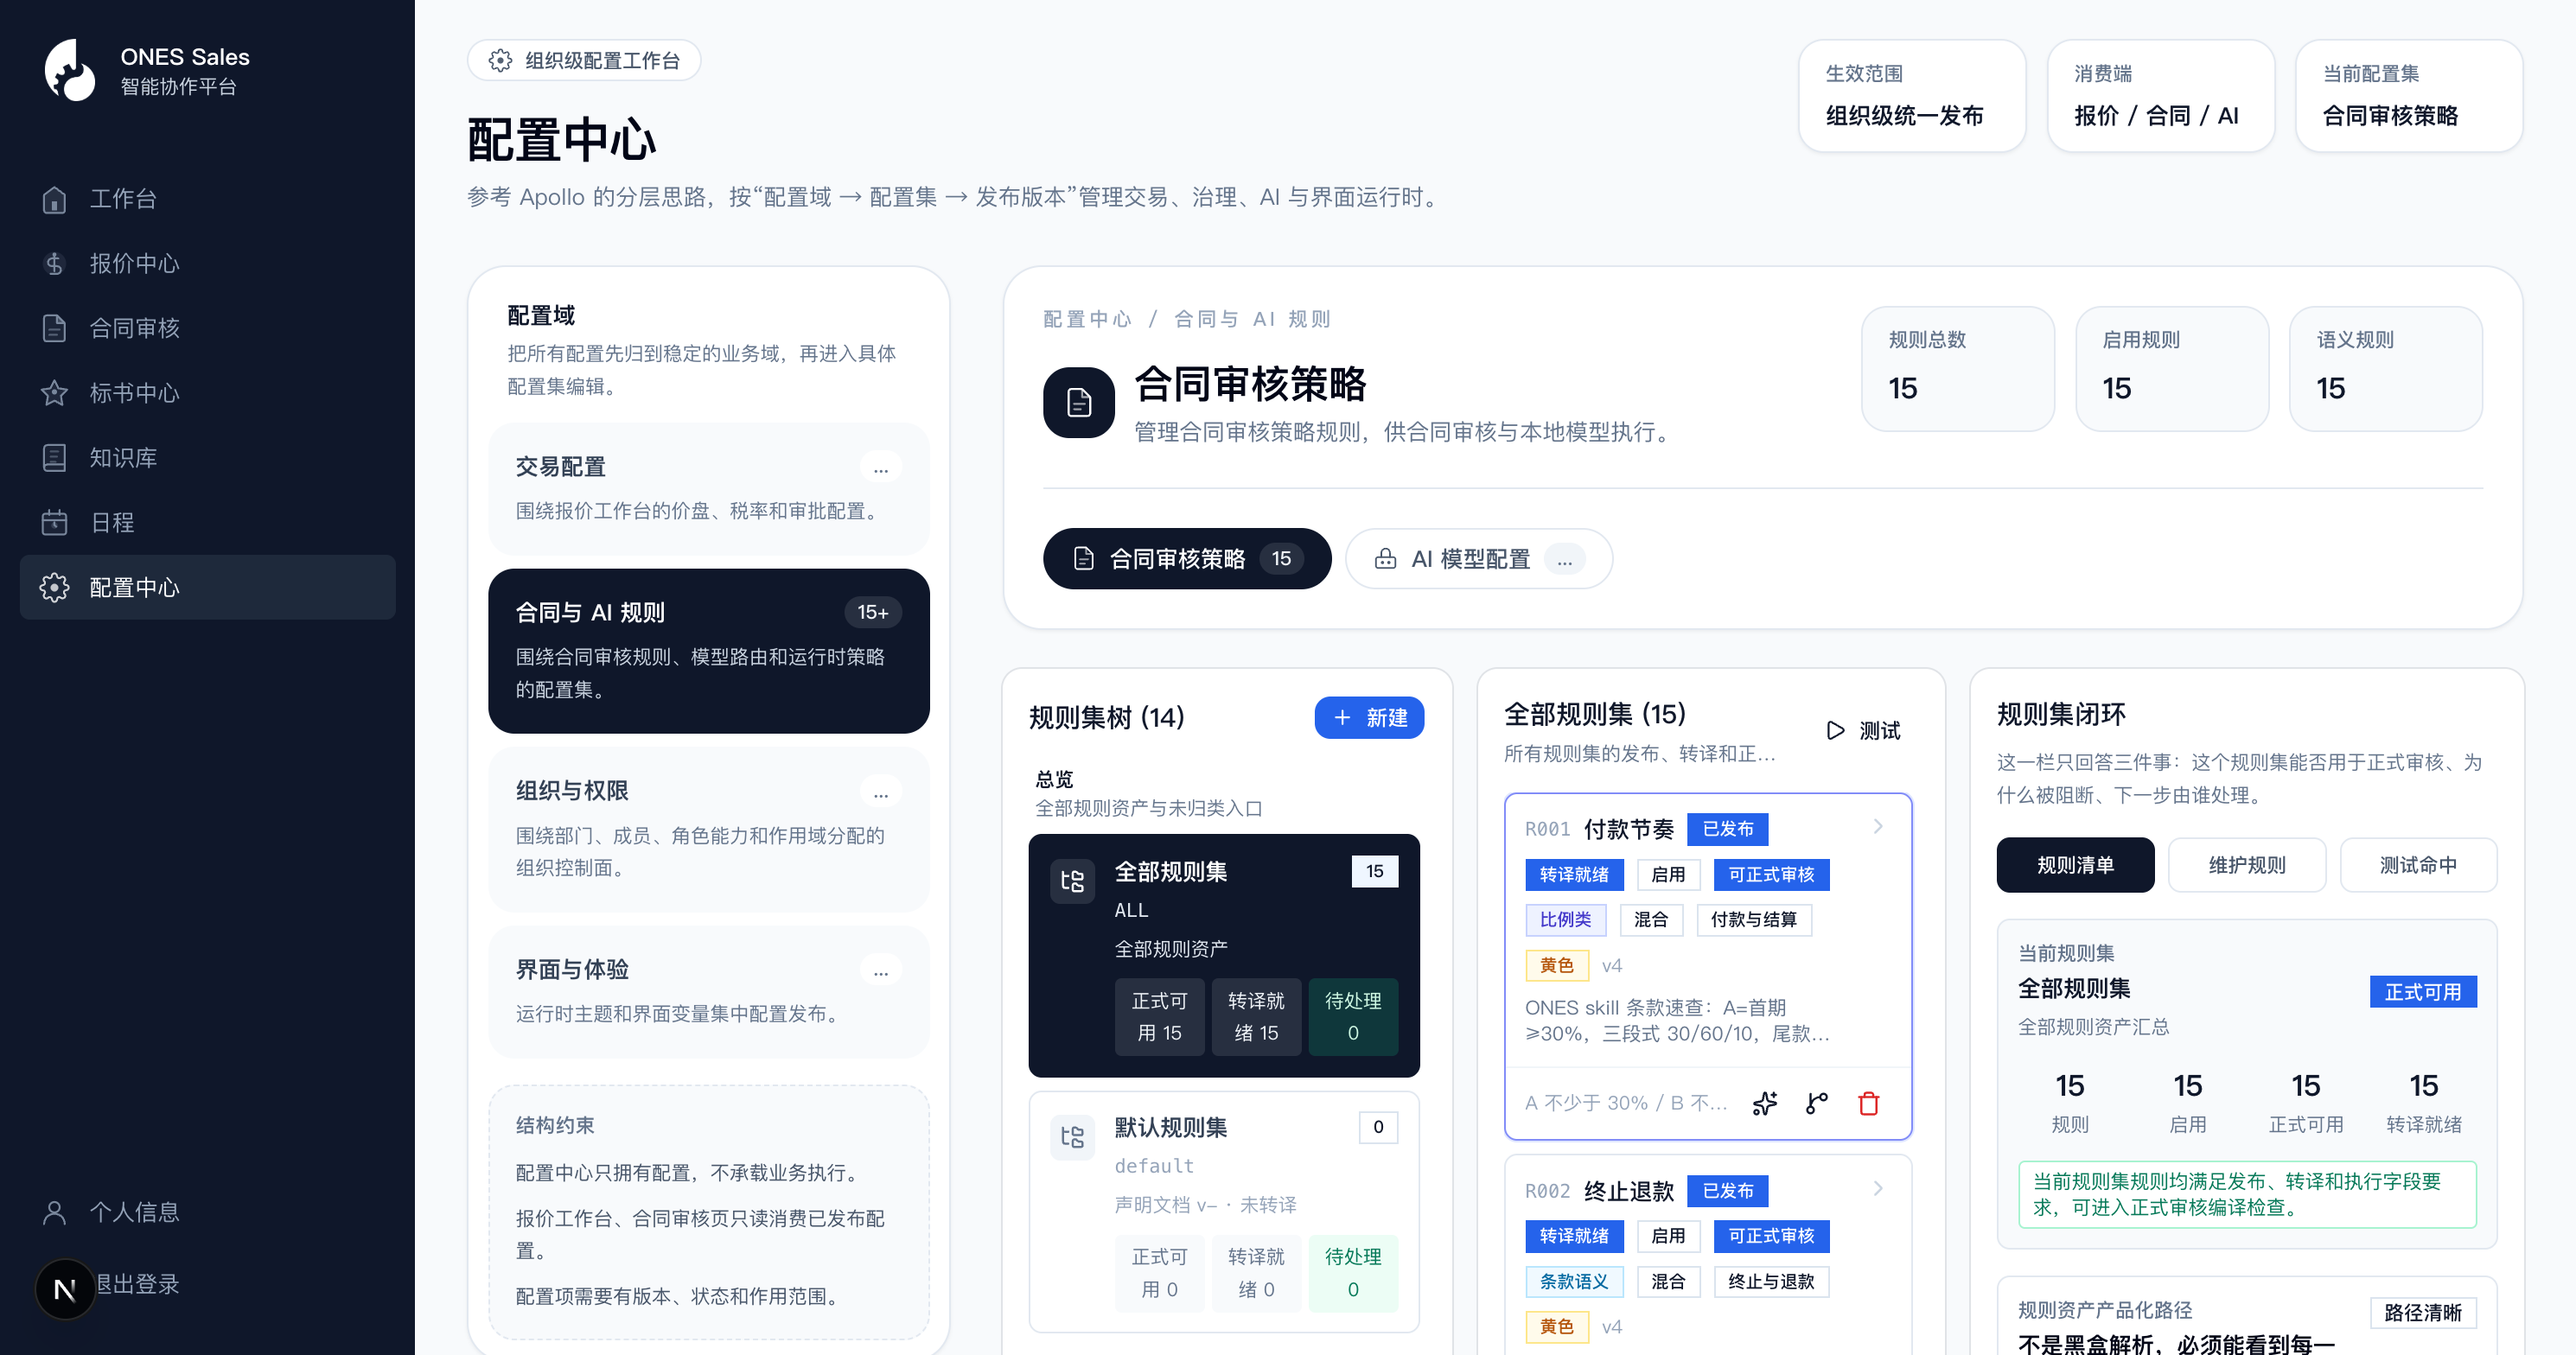 ONES Sales
智能协作平台
工作台
报价中心
合同审核
标书中心
知识库
日程
配置中心
个人信息
退出登录
N
组织级配置工作台
配置中心
参考 Apollo 的分层思路，按“配置域 → 配置集 → 发布版本”管理交易、治理、AI 与界面运行时。
生效范围
组织级统一发布
消费端
报价 / 合同 / AI
当前配置集
合同审核策略
配置域
把所有配置先归到稳定的业务域，再进入具体
配置集编辑。
交易配置
...
围绕报价工作台的价盘、税率和审批配置。
合同与 AI 规则
15+
围绕合同审核规则、模型路由和运行时策略
的配置集。
组织与权限
...
围绕部门、成员、角色能力和作用域分配的
组织控制面。
界面与体验
...
运行时主题和界面变量集中配置发布。
结构约束
配置中心只拥有配置，不承载业务执行。
报价工作台、合同审核页只读消费已发布配
置。
配置项需要有版本、状态和作用范围。
配置中心 / 合同与 AI 规则
合同审核策略
管理合同审核策略规则，供合同审核与本地模型执行。
规则总数
15
启用规则
15
语义规则
15
合同审核策略 15
AI 模型配置 ...
规则集树 (14)
+ 新建
总览
全部规则资产与未归类入口
全部规则集
15
ALL
全部规则资产
正式可
用 15
转译就
绪 15
待处理
0
默认规则集
0
default
声明文档 v- · 未转译
正式可
用 0
转译就
绪 0
待处理
0
全部规则集 (15)
所有规则集的发布、转译和正...
测试
R001 付款节奏 已发布
转译就绪 启用 可正式审核
比例类 混合 付款与结算
黄色 v4
ONES skill 条款速查：A=首期
≥30%，三段式 30/60/10，尾款...
A 不少于 30% / B 不...
R002 终止退款 已发布
转译就绪 启用 可正式审核
条款语义 混合 终止与退款
黄色 v4
规则集闭环
这一栏只回答三件事：这个规则集能否用于正式审核、为
什么被阻断、下一步由谁处理。
规则清单 维护规则 测试命中
当前规则集
全部规则集
正式可用
全部规则资产汇总
15 15 15 15
规则 启用 正式可用 转译就绪
当前规则集规则均满足发布、转译和执行字段要
求，可进入正式审核编译检查。
规则资产产品化路径
路径清晰
不是黑盒解析，必须能看到每一